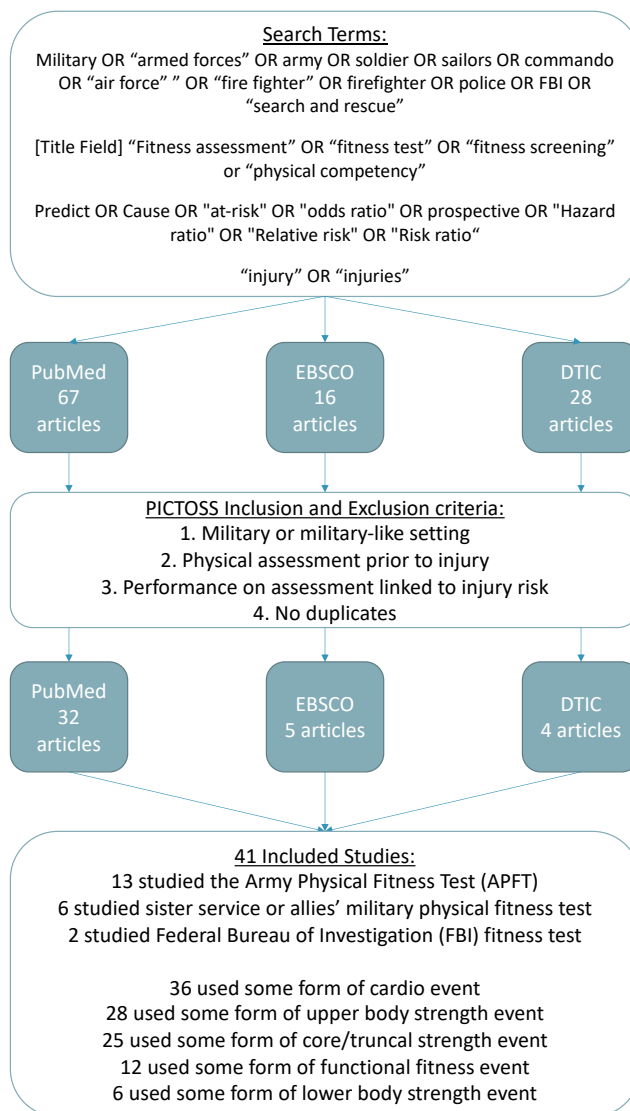 Search Terms:
Military OR “armed forces” OR army OR soldier OR sailors OR commando
OR “air force” ” OR “fire fighter” OR firefighter OR police OR FBI OR
“search and rescue”
[Title Field] “Fitness assessment” OR “fitness test” OR “fitness screening”
or “physical competency”
Predict OR Cause OR "at-risk" OR "odds ratio" OR prospective OR "Hazard
ratio" OR "Relative risk" OR "Risk ratio“
“injury” OR “injuries”
PubMed
67
articles
EBSCO
16
articles
DTIC
28
articles
PICTOSS Inclusion and Exclusion criteria:
1. Military or military-like setting
2. Physical assessment prior to injury
3. Performance on assessment linked to injury risk
4. No duplicates
PubMed
32
articles
EBSCO
5 articles
DTIC
4 articles
41 Included Studies:
13 studied the Army Physical Fitness Test (APFT)
6 studied sister service or allies’ military physical fitness test
2 studied Federal Bureau of Investigation (FBI) fitness test
36 used some form of cardio event
28 used some form of upper body strength event
25 used some form of core/truncal strength event
12 used some form of functional fitness event
6 used some form of lower body strength event